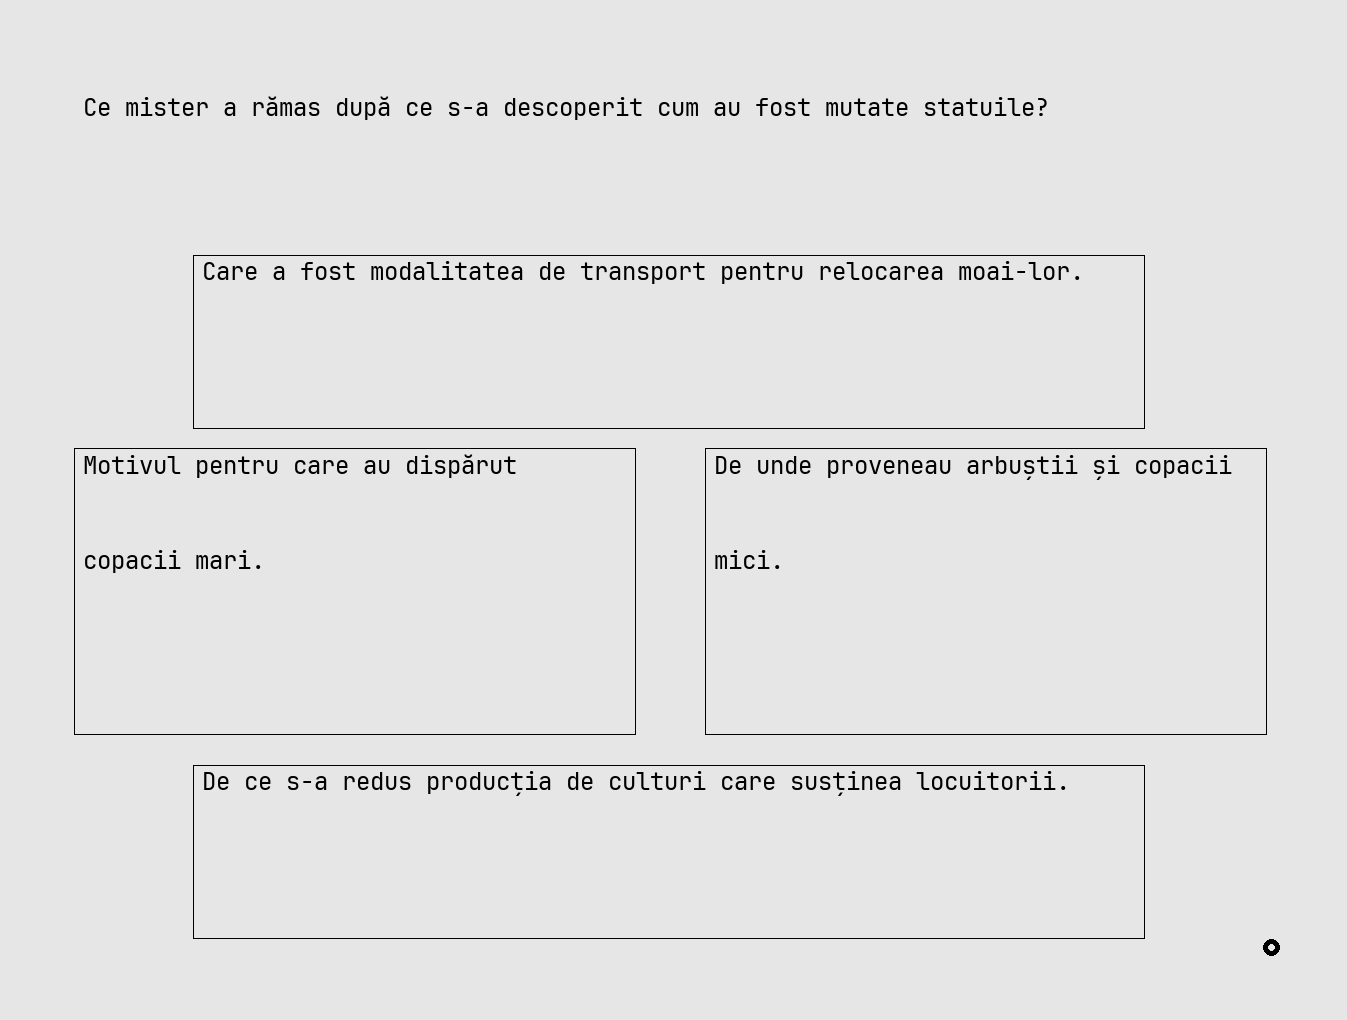 Ce mister a rămas după ce s-a descoperit cum au fost mutate statuile?
Care a fost modalitatea de transport pentru relocarea moai-lor.
Motivul pentru care au dispărut
copacii mari.
De unde proveneau arbuștii și copacii
mici.
De ce s-a redus producția de culturi care susținea locuitorii.